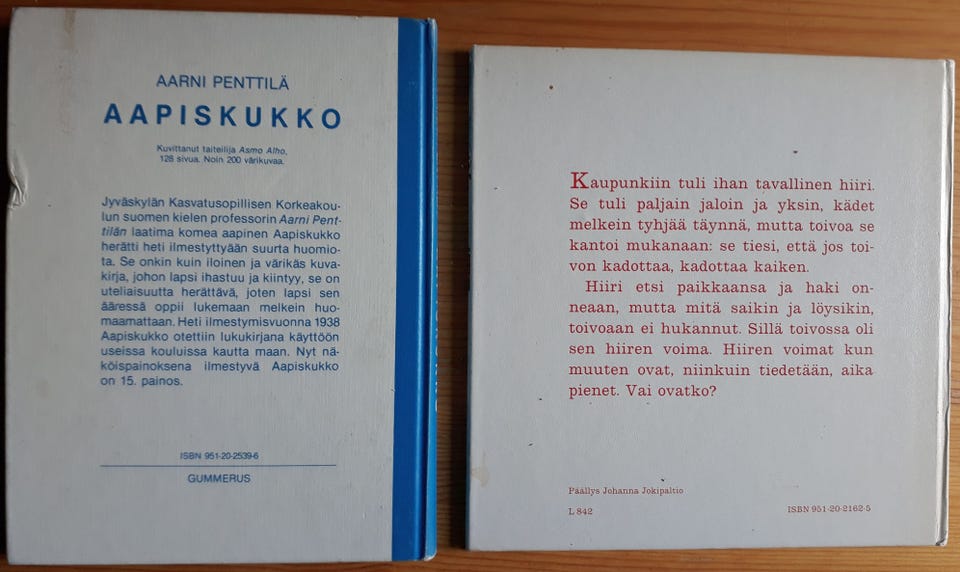 AARNI PENTTILÄ
AAPISKUKKO
Kuvittanut taiteilija Asmo Alho,
128 sivua. Noin 200 värikuvaa.
Jyväskylän Kasvatusopillisen Korkeakou-
lun suomen kielen professorin Aarni Pent-
tilän laatima komea aapinen Aapiskukko
herätti heti ilmestyttyään suurta huomio-
ta. Se onkin kuin iloinen ja värikäs kuva-
kirja, johon lapsi ihastuu ja kiintyy, se on
uteliaisuutta herättävä, joten lapsi sen
ääressä oppii lukemaan melkein huo-
maamattaan. Heti ilmestymisvuonna 1938
Aapiskukko otettiin lukukirjana käyttöön
useissa kouluissa kautta maan. Nyt nä-
köispainoksena ilmestyvä Aapiskukko
on 15. painos.
ISBN 951-20-2539-6
GUMMERUS
Kaupunkiin tuli ihan tavallinen hiiri.
Se tuli paljain jaloin ja yksin, kädet
melkein tyhjää täynnä, mutta toivoa se
kantoi mukanaan: se tiesi, että jos toi-
von kadottaa, kadottaa kaiken.
Hiiri etsi paikkaansa ja haki on-
neaan, mutta mitä saikin ja löysikin,
toivoaan ei hukannut. Sillä toivossa oli
sen hiiren voima. Hiiren voimat kun
muuten ovat, niinkuin tiedetään, aika
pienet. Vai ovatko?
Päällys Johanna Jokipaltio
L 842
ISBN 951-20-2162-5